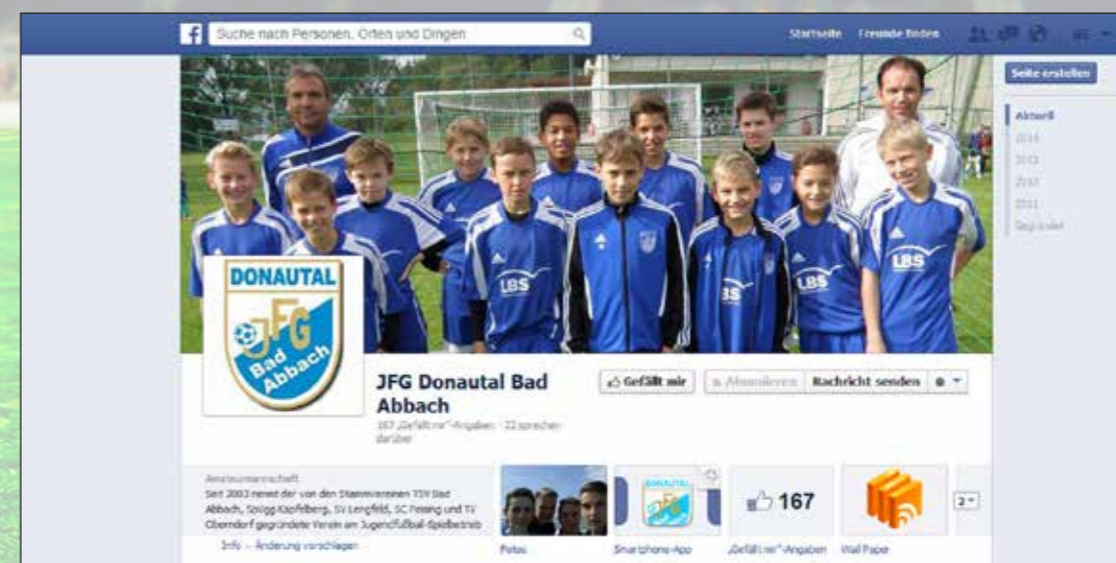 f
Suche nach Personen, Orten und Dingen
Startseite Freunde finden
Seite erstellen
Aktuell
2014
2013
2012
2011
Gegründet
LBS
LBS
BS
LBS
LBS
DONAUTAL
JFG
Bad
Abbach
JFG Donautal Bad
Abbach
167 „Gefällt mir“-Angaben · 22 sprechen
darüber
Gefällt mir
Abonnieren
Nachricht senden
Amateurmannschaft
Seit 2003 nimmt der von den Stammvereinen TSV Bad
Abbach, SpVgg Kapfelberg, SV Lengfeld, SC Peising und TV
Oberndorf gegründete Verein am Jugendfußball-Spielbetrieb
Info – Änderung vorschlagen
Fotos
DONAUTAL
Smartphone-App
167
„Gefällt mir“-Angaben
Wall Paper
2